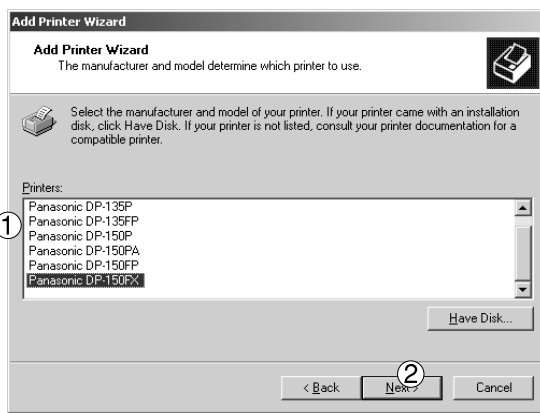 Add Printer Wizard
Add Printer Wizard
The manufacturer and model determine which printer to use.
Select the manufacturer and model of your printer. If your printer came with an installation
disk, click Have Disk. If your printer is not listed, consult your printer documentation for a
compatible printer.
Printers:
1
Panasonic DP-135P
Panasonic DP-135FP
Panasonic DP-150P
Panasonic DP-150PA
Panasonic DP-150FP
Panasonic DP-150FX
Have Disk...
2
< Back Next > Cancel